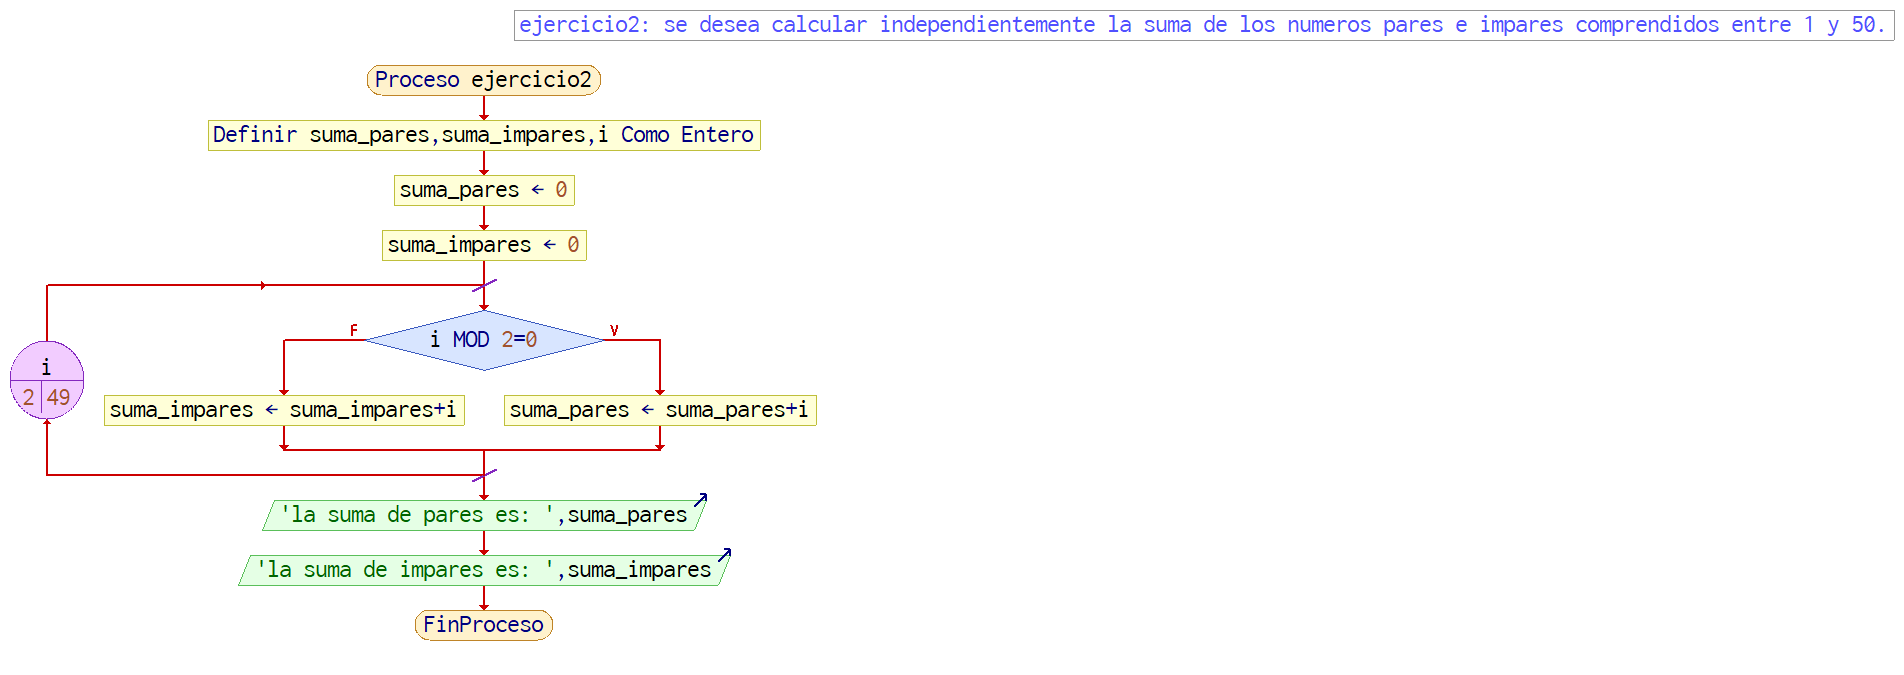 ejercicio2: se desea calcular independientemente la suma de los numeros pares e impares comprendidos entre 1 y 50.
Proceso ejercicio2
Definir suma_pares,suma_impares,i Como Entero
suma_pares ← 0
suma_impares ← 0
F
V
i MOD 2=0
i
2 49
suma_impares ← suma_impares+i
suma_pares ← suma_pares+i
'la suma de pares es: ',suma_pares
'la suma de impares es: ',suma_impares
FinProceso